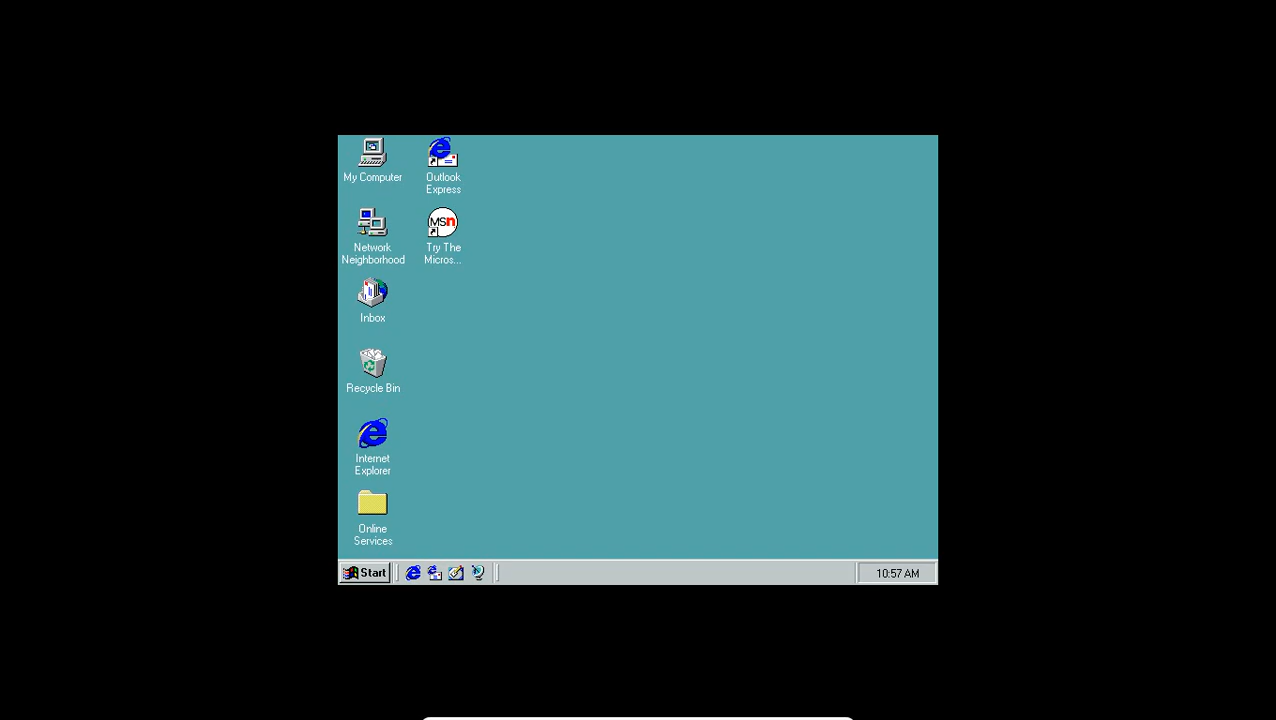 My Computer
Outlook
Express
MSn
Network
Neighborhood
Try The
Micros...
Inbox
Recycle Bin
Internet
Explorer
Online
Services
Start
10:57 AM